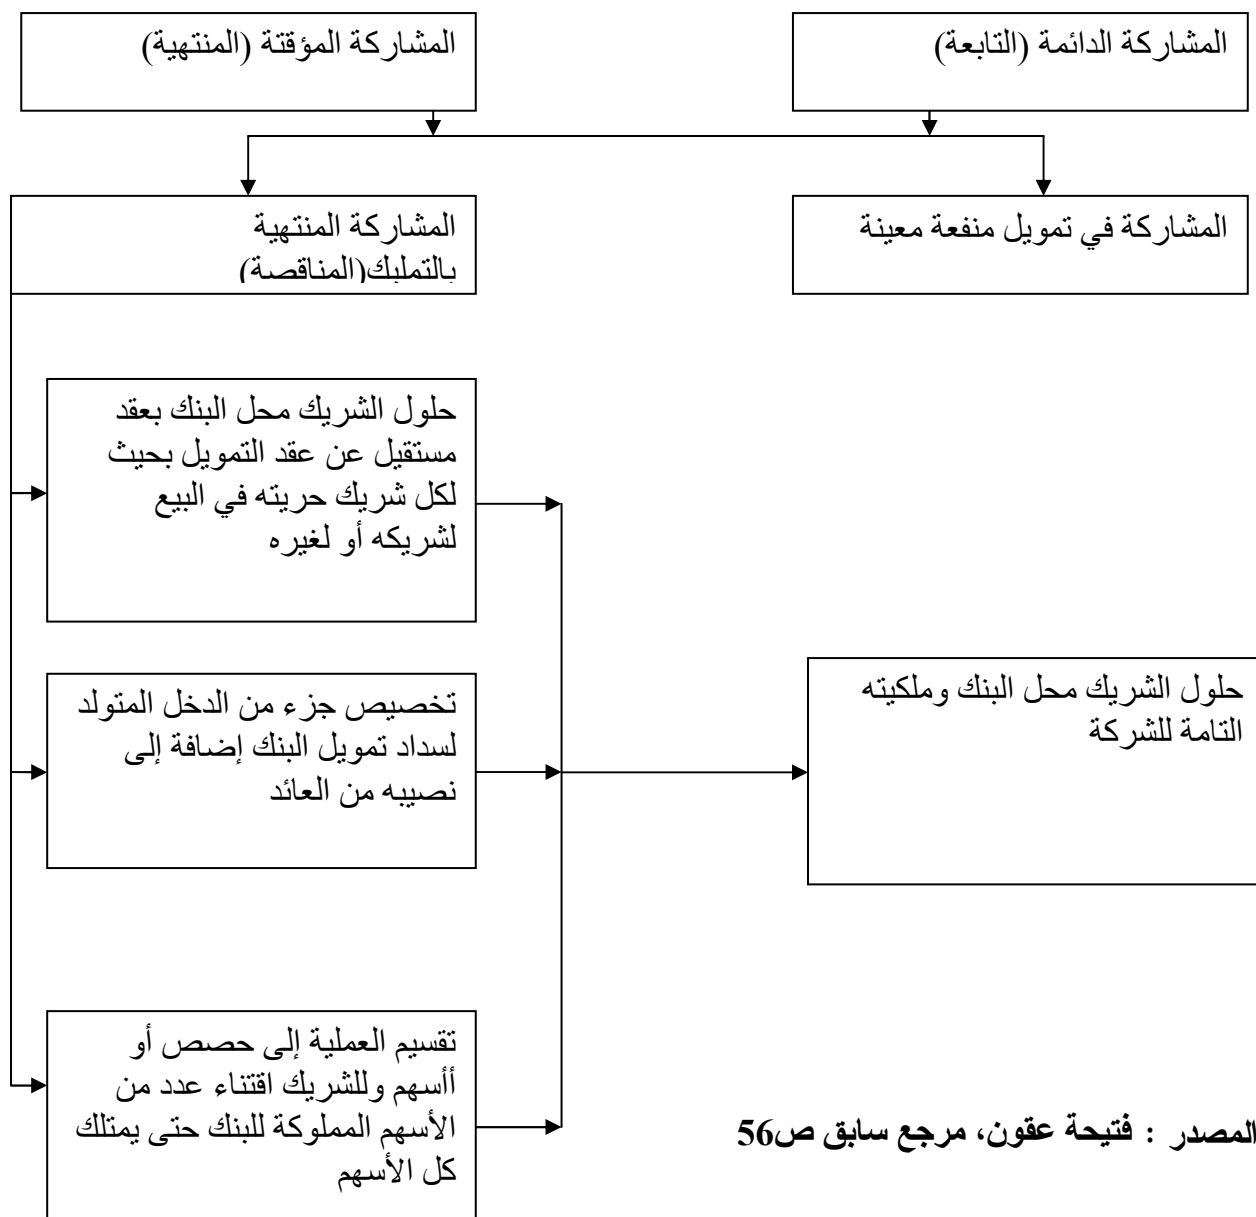 المشاركة الدائمة (التابعة)
المشاركة المؤقتة (المنتهية)
المشاركة في تمويل منفعة معينة
المشاركة المنتهية
بالتمليك(المناقصة)
حلول الشريك محل البنك بعقد
مستقيل عن عقد التمويل بحيث
لكل شريك حريته في البيع
لشريكه أو لغيره
تخصيص جزء من الدخل المتولد
لسداد تمويل البنك إضافة إلى
نصيبه من العائد
تقسيم العملية إلى حصص أو
أأسهم وللشريك اقتناء عدد من
الأسهم المملوكة للبنك حتى يمتلك
كل الأسهم
حلول الشريك محل البنك وملكيته
التامة للشركة
المصدر : فتيحة عقون، مرجع سابق ص56